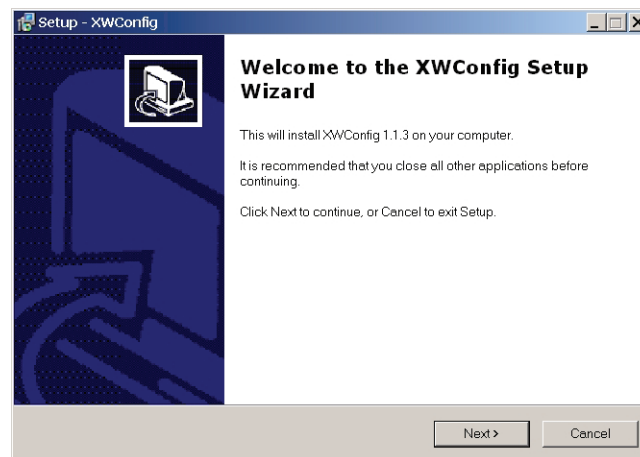 Setup - XWConfig
Welcome to the XWConfig Setup
Wizard
This will install XWConfig 1.1.3 on your computer.
It is recommended that you close all other applications before
continuing.
Click Next to continue, or Cancel to exit Setup.
Next >
Cancel